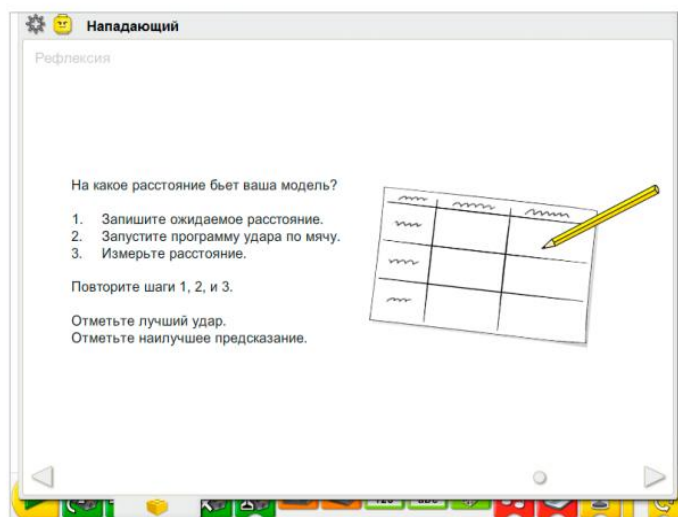 Нападающий
Рефлексия
На какое расстояние бьет ваша модель?
1. Запишите ожидаемое расстояние.
2. Запустите программу удара по мячу.
3. Измерьте расстояние.
Повторите шаги 1, 2, и 3.
Отметьте лучший удар.
Отметьте наилучшее предсказание.